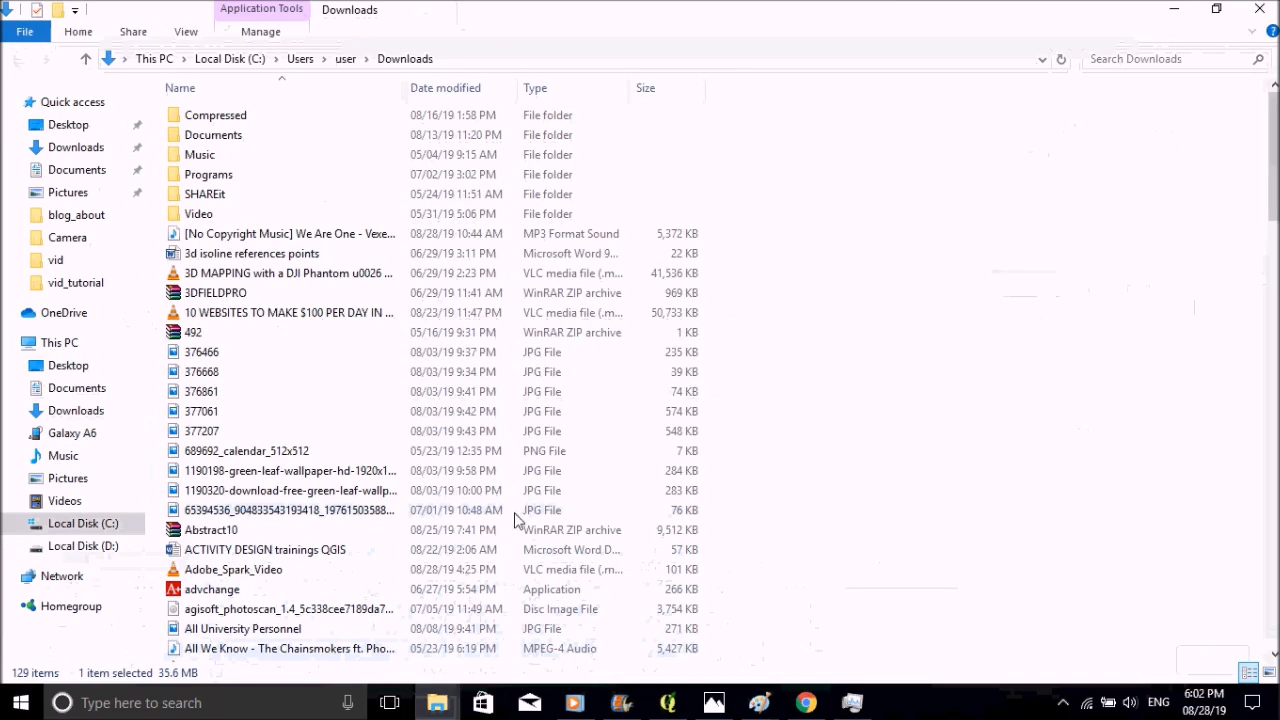 Application Tools
Downloads
File Home Share View Manage
This PC Local Disk (C:) Users user Downloads
Search Downloads
Name Date modified Type Size
Quick access
Desktop
Downloads
Documents
Pictures
blog_about
Camera
vid
vid_tutorial
OneDrive
This PC
Desktop
Documents
Downloads
Galaxy A6
Music
Pictures
Videos
Local Disk (C:)
Local Disk (D:)
Network
Homegroup
Compressed 08/16/19 1:58 PM File folder
Documents 08/13/19 11:20 PM File folder
Music 05/04/19 9:15 AM File folder
Programs 07/02/19 3:02 PM File folder
SHAREit 05/24/19 11:51 AM File folder
Video 05/31/19 5:06 PM File folder
[No Copyright Music] We Are One - Vexe... 08/28/19 10:44 AM MP3 Format Sound 5,372 KB
3d isoline references points 06/29/19 3:11 PM Microsoft Word 9... 22 KB
3D MAPPING with a DJI Phantom u0026 ... 06/29/19 2:23 PM VLC media file (.m... 41,536 KB
3DFIELDPRO 06/29/19 11:41 AM WinRAR ZIP archive 969 KB
10 WEBSITES TO MAKE $100 PER DAY IN ... 08/23/19 11:47 PM VLC media file (.m... 50,733 KB
492 05/16/19 9:31 PM WinRAR ZIP archive 1 KB
376466 08/03/19 9:37 PM JPG File 235 KB
376668 08/03/19 9:34 PM JPG File 39 KB
376861 08/03/19 9:41 PM JPG File 74 KB
377061 08/03/19 9:42 PM JPG File 574 KB
377207 08/03/19 9:43 PM JPG File 548 KB
689692_calendar_512x512 05/23/19 12:35 PM PNG File 7 KB
1190198-green-leaf-wallpaper-hd-1920x1... 08/03/19 9:58 PM JPG File 284 KB
1190320-download-free-green-leaf-wallp... 08/03/19 10:00 PM JPG File 283 KB
65394536_904833543193418_19761503588... 07/01/19 10:48 AM JPG File 76 KB
Abstract10 08/25/19 7:41 PM WinRAR ZIP archive 9,512 KB
ACTIVITY DESIGN trainings QGIS 08/22/19 2:06 AM Microsoft Word D... 57 KB
Adobe_Spark_Video 08/28/19 4:25 PM VLC media file (.m... 101 KB
advchange 06/27/19 5:54 PM Application 266 KB
agisoft_photoscan_1.4_5c338cee7189da7... 07/05/19 11:49 AM Disc Image File 3,754 KB
All University Personnel 08/08/19 9:41 PM JPG File 271 KB
All We Know - The Chainsmokers ft. Pho... 05/23/19 6:19 PM MPEG-4 Audio 5,427 KB
129 items 1 item selected 35.6 MB
Type here to search
ENG
6:02 PM
08/28/19